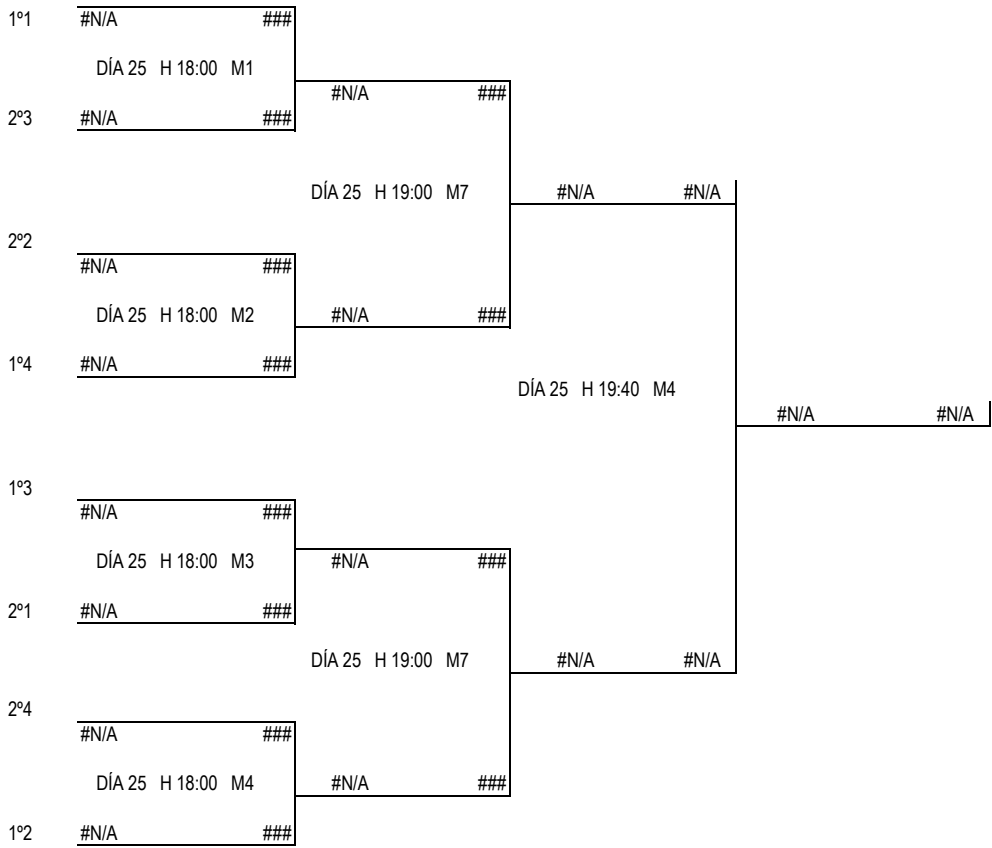 1º1 #N/A ###
DÍA 25 H 18:00 M1
#N/A ###
2º3 #N/A ###
DÍA 25 H 19:00 M7 #N/A #N/A
2º2
#N/A ###
DÍA 25 H 18:00 M2 #N/A ###
1º4 #N/A ###
DÍA 25 H 19:40 M4
#N/A #N/A
1º3
#N/A ###
DÍA 25 H 18:00 M3 #N/A ###
2º1 #N/A ###
DÍA 25 H 19:00 M7 #N/A #N/A
2º4
#N/A ###
DÍA 25 H 18:00 M4 #N/A ###
1º2 #N/A ###